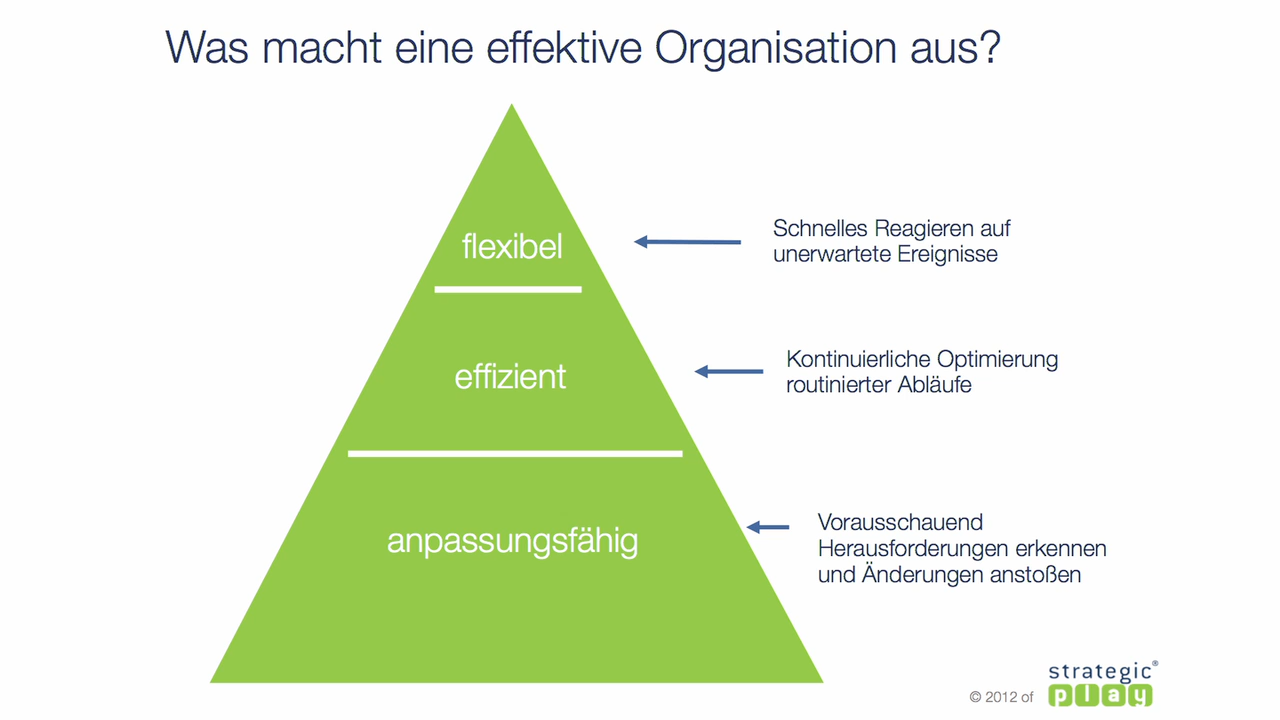 Was macht eine effektive Organisation aus?
flexibel
Schnelles Reagieren auf
unerwartete Ereignisse
effizient
Kontinuierliche Optimierung
routinierter Abläufe
anpassungsfähig
Vorausschauend
Herausforderungen erkennen
und Änderungen anstoßen
© 2012 of
strategic®
play